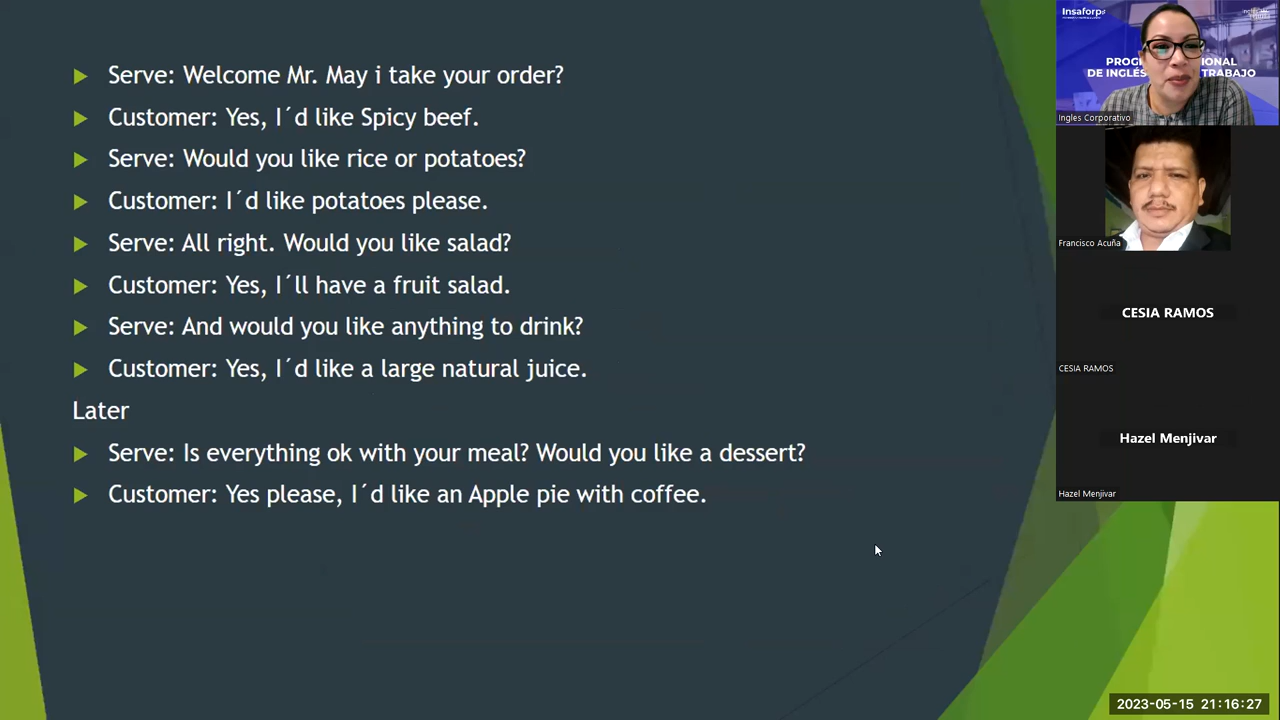 Serve: Welcome Mr. May i take your order?
Customer: Yes, I´d like Spicy beef.
Serve: Would you like rice or potatoes?
Customer: I´d like potatoes please.
Serve: All right. Would you like salad?
Customer: Yes, I´ll have a fruit salad.
Serve: And would you like anything to drink?
Customer: Yes, I´d like a large natural juice.
Later
Serve: Is everything ok with your meal? Would you like a dessert?
Customer: Yes please, I´d like an Apple pie with coffee.
Insaforp
DE INGLÉS TRABAJO
Ingles Corporativo
Francisco Acuña
CESIA RAMOS
CESIA RAMOS
Hazel Menjivar
Hazel Menjivar
2023-05-15 21:16:27